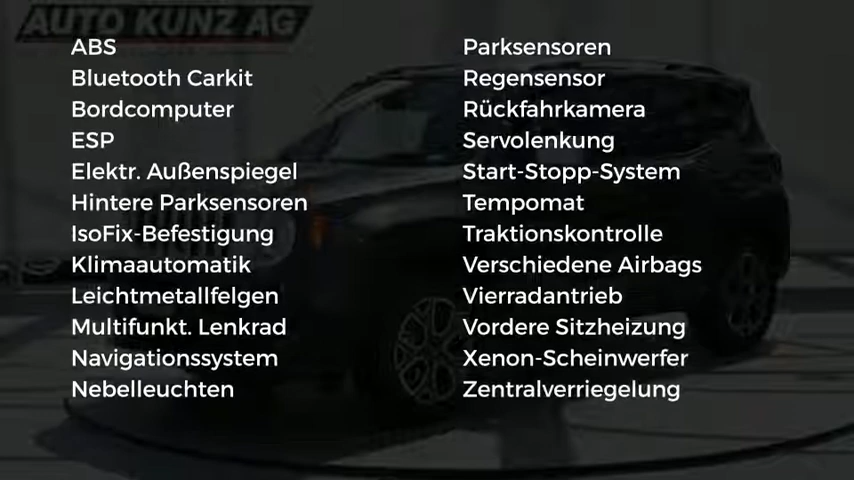 AUTO KUNZ AG
ABS
Bluetooth Carkit
Bordcomputer
ESP
Elektr. Außenspiegel
Hintere Parksensoren
IsoFix-Befestigung
Klimaautomatik
Leichtmetallfelgen
Multifunkt. Lenkrad
Navigationssystem
Nebelleuchten
Parksensoren
Regensensor
Rückfahrkamera
Servolenkung
Start-Stopp-System
Tempomat
Traktionskontrolle
Verschiedene Airbags
Vierradantrieb
Vordere Sitzheizung
Xenon-Scheinwerfer
Zentralverriegelung